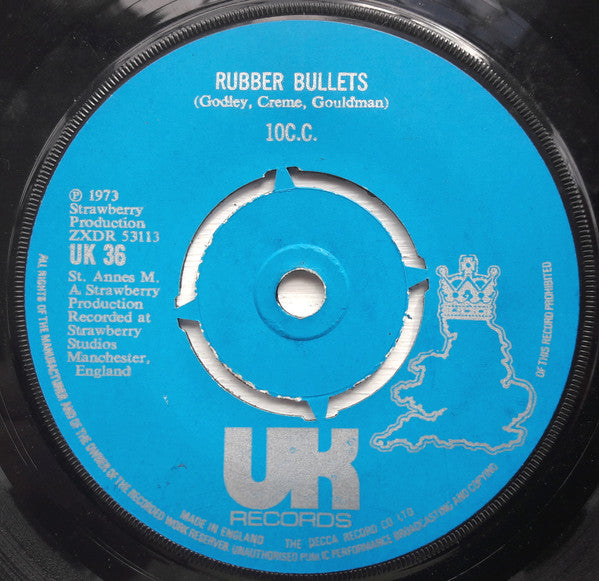 RUBBER BULLETS
(Godley, Creme, Gouldman)
10C.C.
℗ 1973
Strawberry
Production
ZXDR 53113
UK 36
St. Annes M.
A Strawberry
Production
Recorded at
Strawberry
Studios
Manchester,
England
UK
RECORDS
MADE IN ENGLAND
THE DECCA RECORD CO LTD
ALL RIGHTS OF THE MANUFACTURER AND OF THE OWNER OF THE RECORDED WORK RESERVED. UNAUTHORISED PUBLIC PERFORMANCE BROADCASTING AND COPYING OF THIS RECORD PROHIBITED